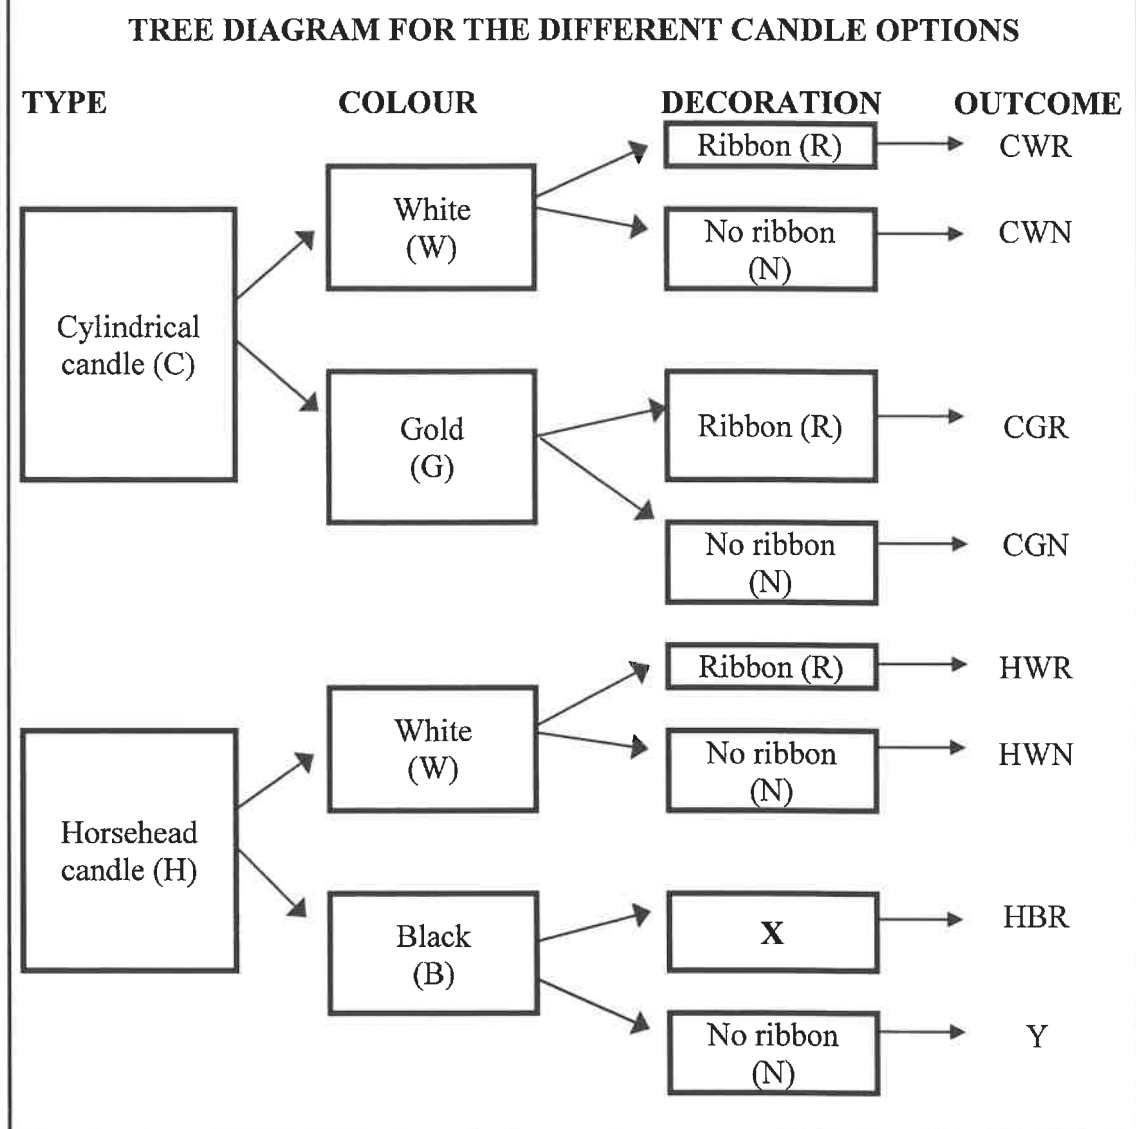 TREE DIAGRAM FOR THE DIFFERENT CANDLE OPTIONS
TYPE COLOUR DECORATION OUTCOME
Cylindrical
candle (C)
White
(W)
Ribbon (R)
CWR
No ribbon
(N)
CWN
Gold
(G)
Ribbon (R)
CGR
No ribbon
(N)
CGN
Horsehead
candle (H)
White
(W)
Ribbon (R)
HWR
No ribbon
(N)
HWN
Black
(B)
X
HBR
No ribbon
(N)
Y